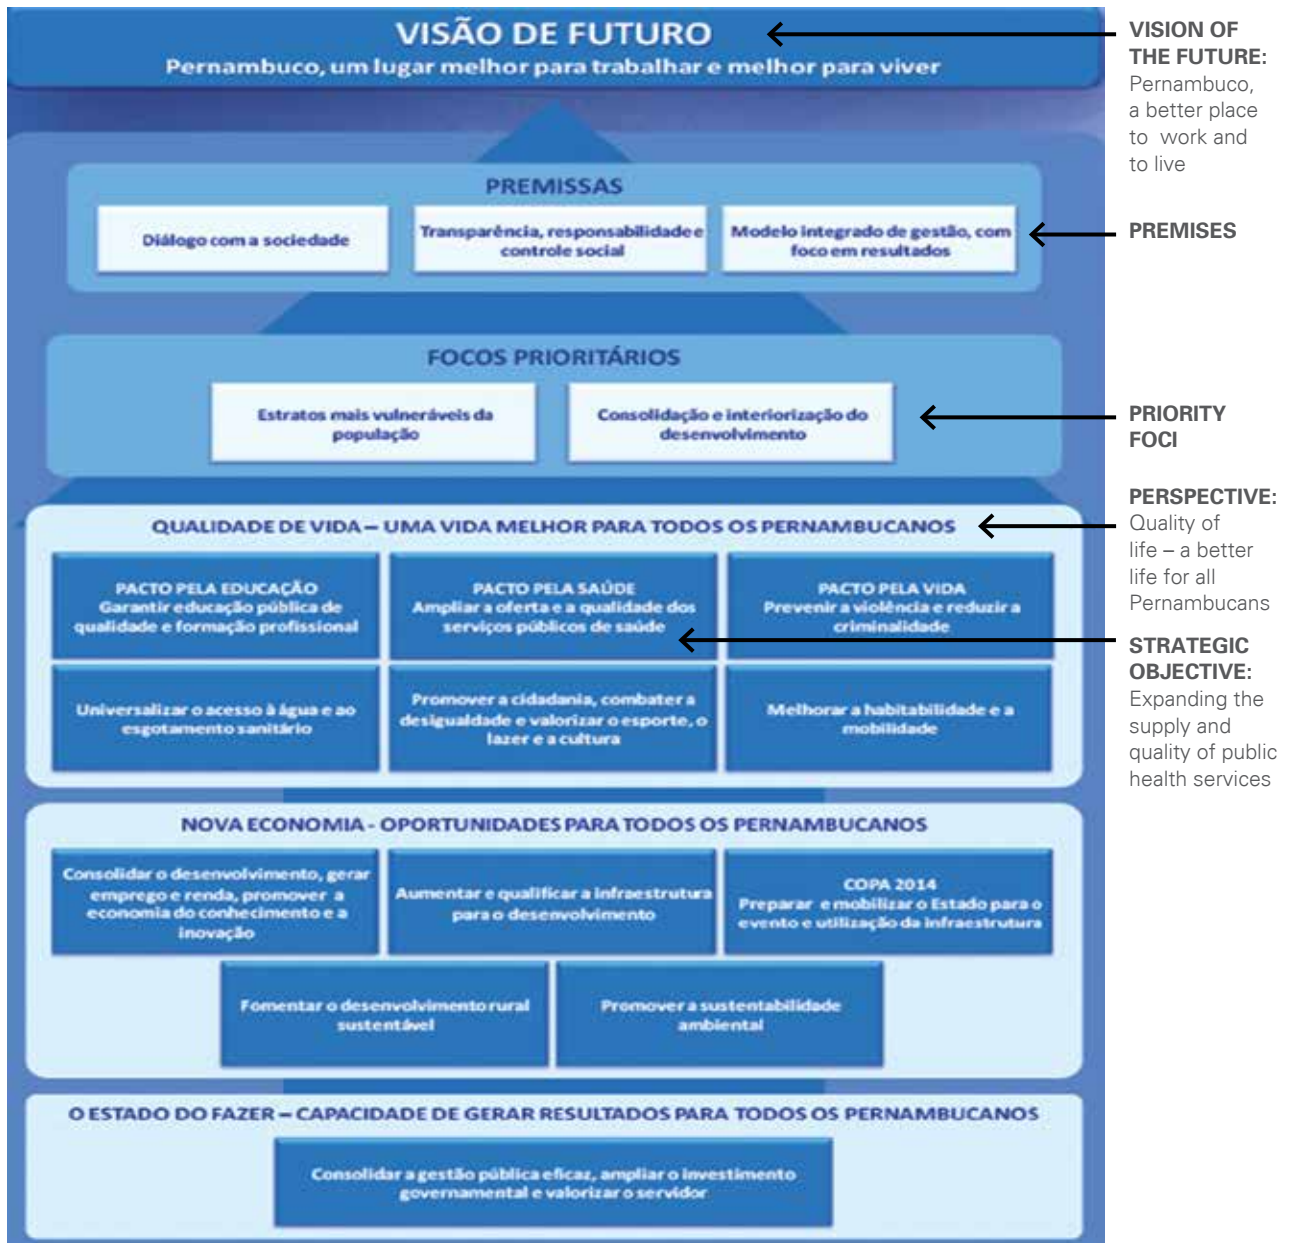 VISÃO DE FUTURO
Pernambuco, um lugar melhor para trabalhar e melhor para viver
VISION OF
THE FUTURE:
Pernambuco,
a better place
to work and
to live
PREMISSAS
Diálogo com a sociedade
Transparência, responsabilidade e
controle social
Modelo integrado de gestão, com
foco em resultados
PREMISES
FOCOS PRIORITÁRIOS
Estratos mais vulneráveis da
população
Consolidação e interiorização do
desenvolvimento
PRIORITY
FOCI
QUALIDADE DE VIDA – UMA VIDA MELHOR PARA TODOS OS PERNAMBUCANOS
PERSPECTIVE:
Quality of
life – a better
life for all
Pernambucans
PACTO PELA EDUCAÇÃO
Garantir educação pública de
qualidade e formação profissional
PACTO PELA SAÚDE
Ampliar a oferta e a qualidade dos
serviços públicos de saúde
PACTO PELA VIDA
Prevenir a violência e reduzir a
criminalidade
STRATEGIC
OBJECTIVE:
Expanding the
supply and
quality of public
health services
Universalizar o acesso à água e ao
esgotamento sanitário
Promover a cidadania, combater a
desigualdade e valorizar o esporte, o
lazer e a cultura
Melhorar a habitabilidade e a
mobilidade
NOVA ECONOMIA - OPORTUNIDADES PARA TODOS OS PERNAMBUCANOS
Consolidar o desenvolvimento, gerar
emprego e renda, promover a
economia do conhecimento e a
inovação
Aumentar e qualificar a infraestrutura
para o desenvolvimento
COPA 2014
Preparar e mobilizar o Estado para o
evento e utilização da infraestrutura
Fomentar o desenvolvimento rural
sustentável
Promover a sustentabilidade
ambiental
O ESTADO DO FAZER – CAPACIDADE DE GERAR RESULTADOS PARA TODOS OS PERNAMBUCANOS
Consolidar a gestão pública eficaz, ampliar o investimento
governamental e valorizar o servidor